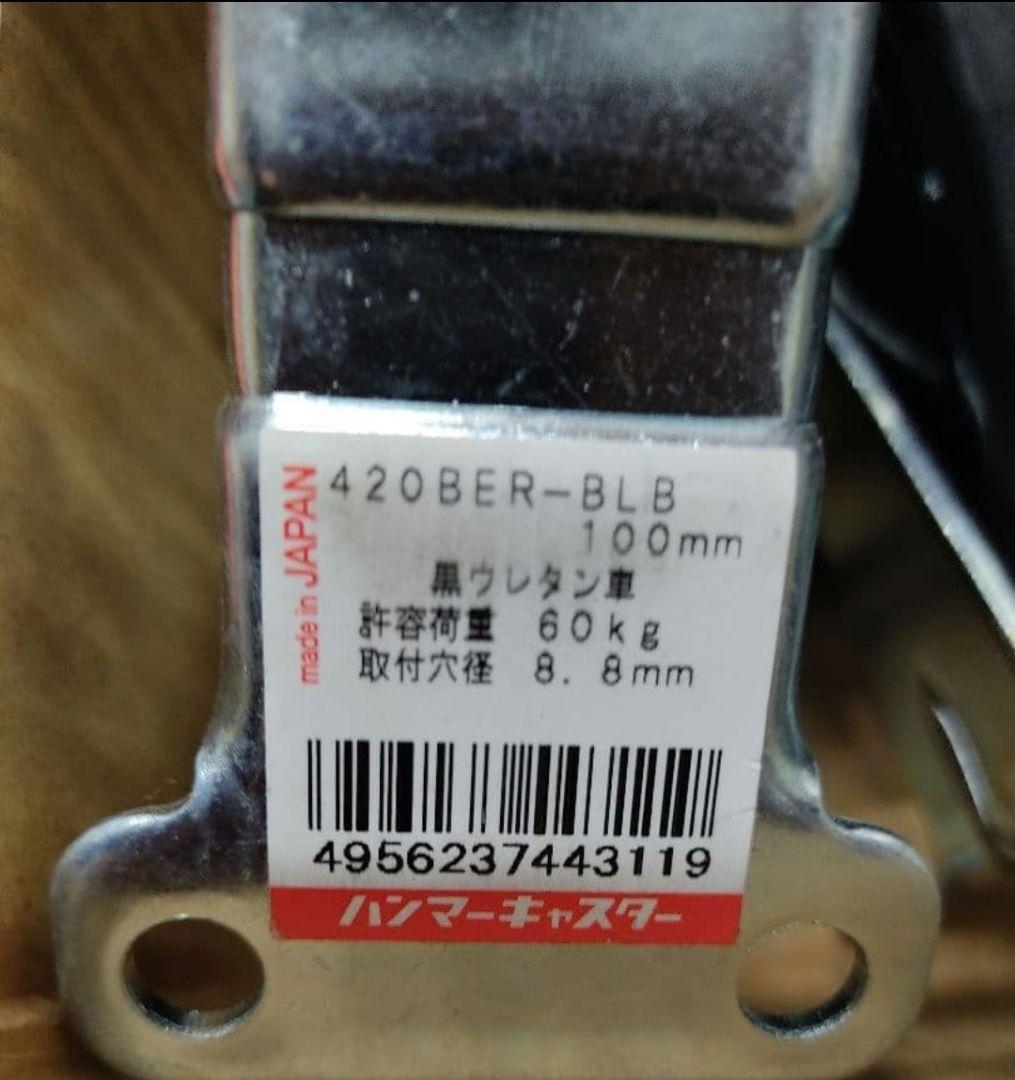 made in JAPAN
420BER-BLB
100mm
黒ウレタン車
許容荷重 60kg
取付穴径 8.8mm
4956237443119
ハンマーキャスター